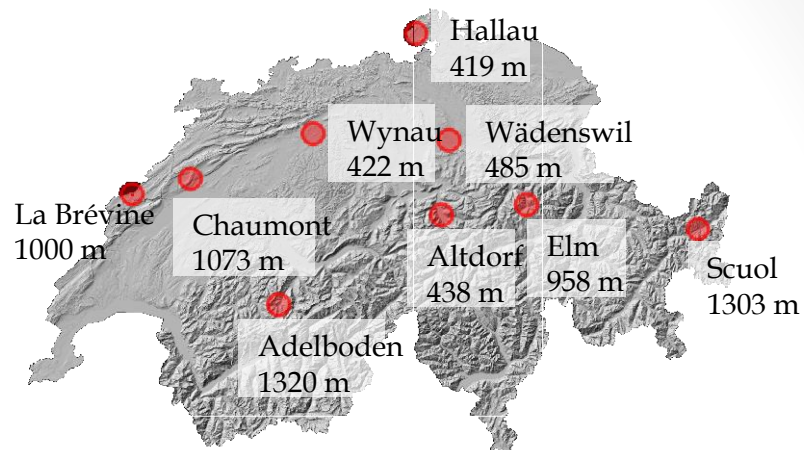 Hallau
419 m
Wynau
422 m
Wädenswil
485 m
La Brévine
1000 m
Chaumont
1073 m
Altdorf
438 m
Elm
958 m
Scuol
1303 m
Adelboden
1320 m